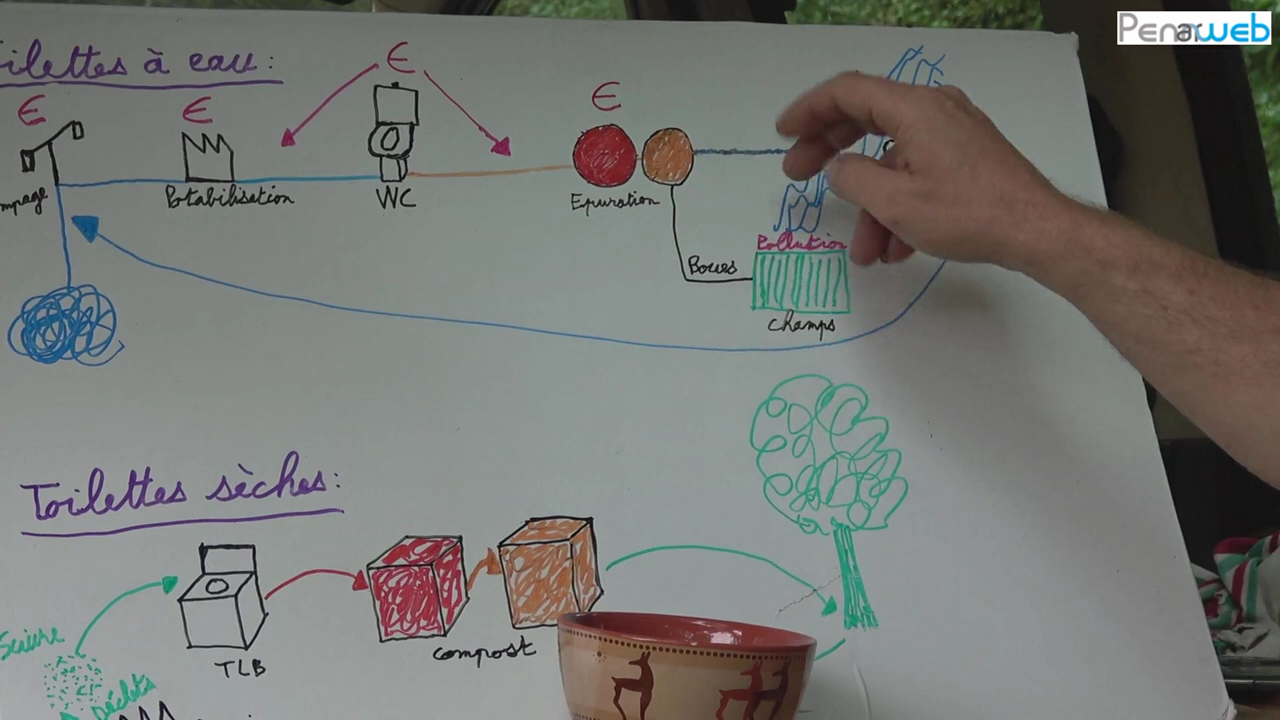 Penarweb
ilettes à eau:
€
€
€
€
mpage
Potabilisation
WC
Epuration
Pollution
Boues
champs
Toilettes sèches:
Sciure
Déchets
TLB
compost